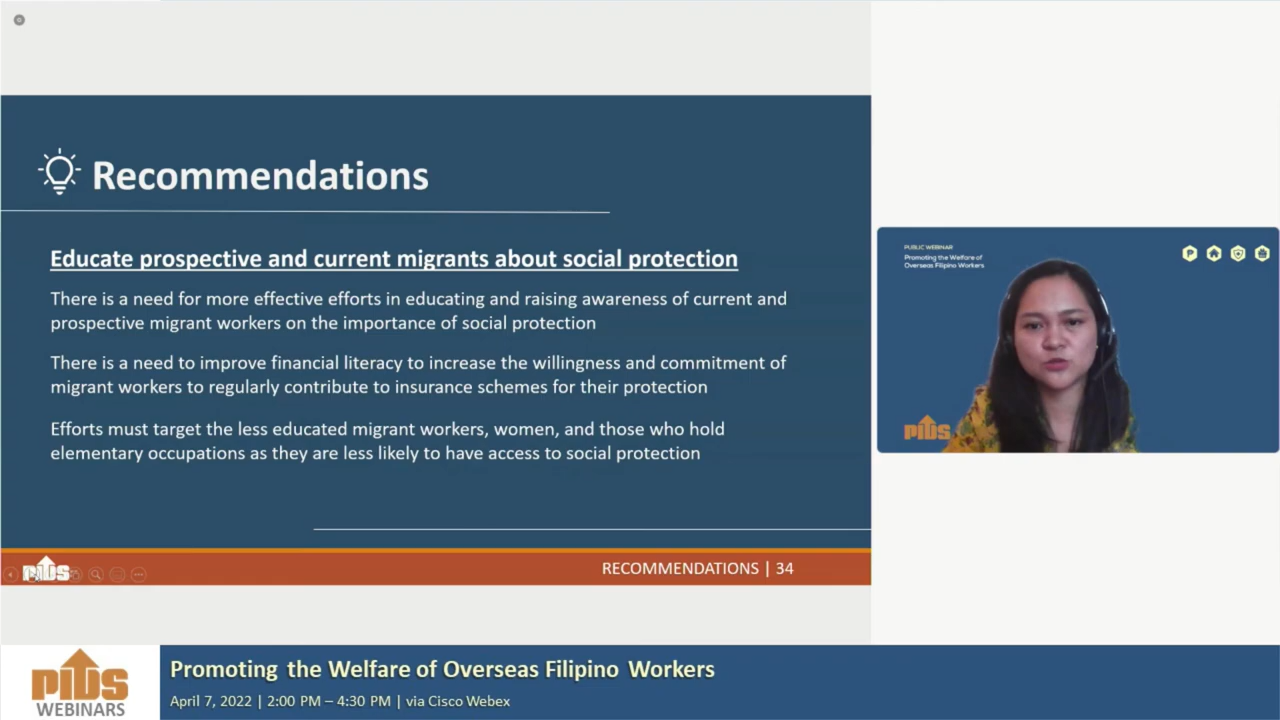 Recommendations
Educate prospective and current migrants about social protection
There is a need for more effective efforts in educating and raising awareness of current and
prospective migrant workers on the importance of social protection
There is a need to improve financial literacy to increase the willingness and commitment of
migrant workers to regularly contribute to insurance schemes for their protection
Efforts must target the less educated migrant workers, women, and those who hold
elementary occupations as they are less likely to have access to social protection
PIDS
RECOMMENDATIONS | 34
PUBLIC WEBINAR
Promoting the Welfare of
Overseas Filipino Workers
P
PIDS
PIDS
WEBINARS
Promoting the Welfare of Overseas Filipino Workers
April 7, 2022 | 2:00 PM – 4:30 PM | via Cisco Webex